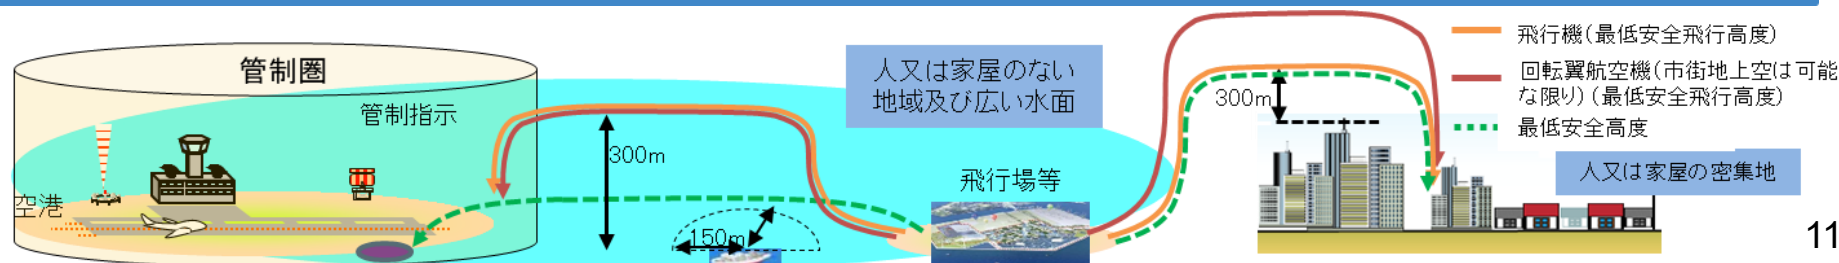 管制圏
管制指示
空港
300m
150m
人又は家屋のない
地域及び広い水面
飛行場等
300m
飛行機(最低安全飛行高度)
回転翼航空機(市街地上空は可能
な限り)(最低安全飛行高度)
最低安全高度
人又は家屋の密集地
11